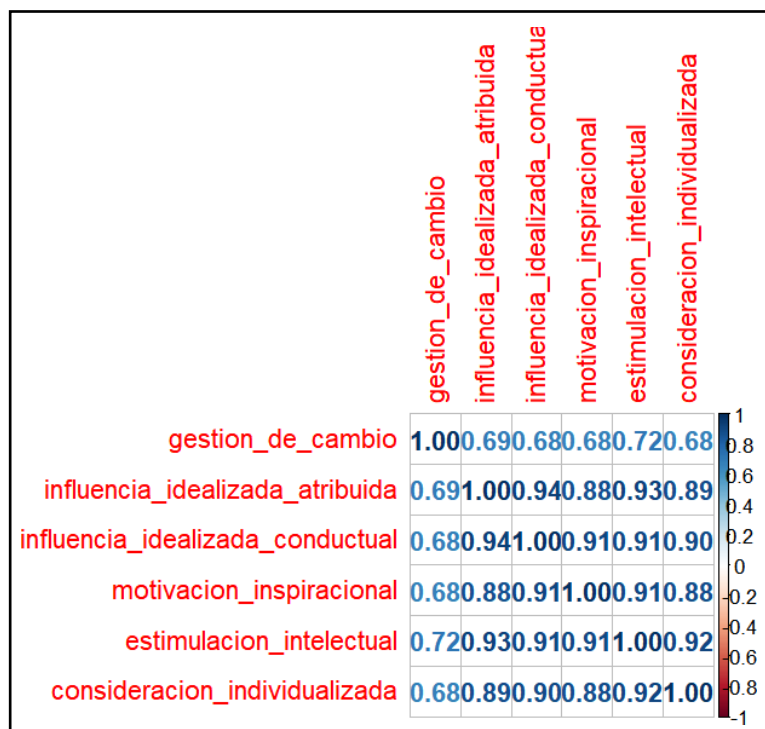 gestion_de_cambio
influencia_idealizada_atribuida
influencia_idealizada_conductua
motivacion_inspiracional
estimulacion_intelectual
consideracion_individualizada
gestion_de_cambio 1.00 0.69 0.68 0.68 0.72 0.68
influencia_idealizada_atribuida 0.69 1.00 0.94 0.88 0.93 0.89
influencia_idealizada_conductual 0.68 0.94 1.00 0.91 0.91 0.90
motivacion_inspiracional 0.68 0.88 0.91 1.00 0.91 0.88
estimulacion_intelectual 0.72 0.93 0.91 0.91 1.00 0.92
consideracion_individualizada 0.68 0.89 0.90 0.88 0.92 1.00
1
0.8
0.6
0.4
0.2
0
-0.2
-0.4
-0.6
-0.8
-1